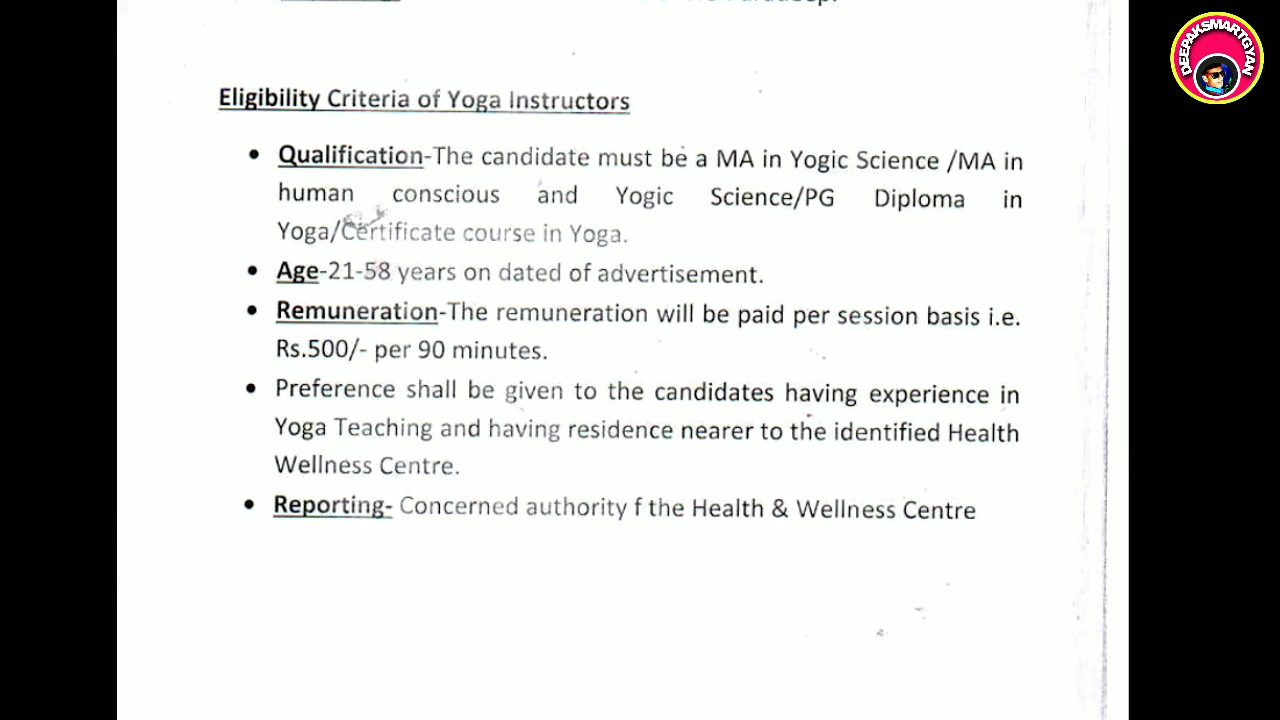 Eligibility Criteria of Yoga Instructors
• Qualification-The candidate must be a MA in Yogic Science /MA in
human conscious and Yogic Science/PG Diploma in
Yoga/Certificate course in Yoga.
• Age-21-58 years on dated of advertisement.
• Remuneration-The remuneration will be paid per session basis i.e.
Rs.500/- per 90 minutes.
• Preference shall be given to the candidates having experience in
Yoga Teaching and having residence nearer to the identified Health
Wellness Centre.
• Reporting- Concerned authority f the Health & Wellness Centre
DEEPAKSMARTGYAN